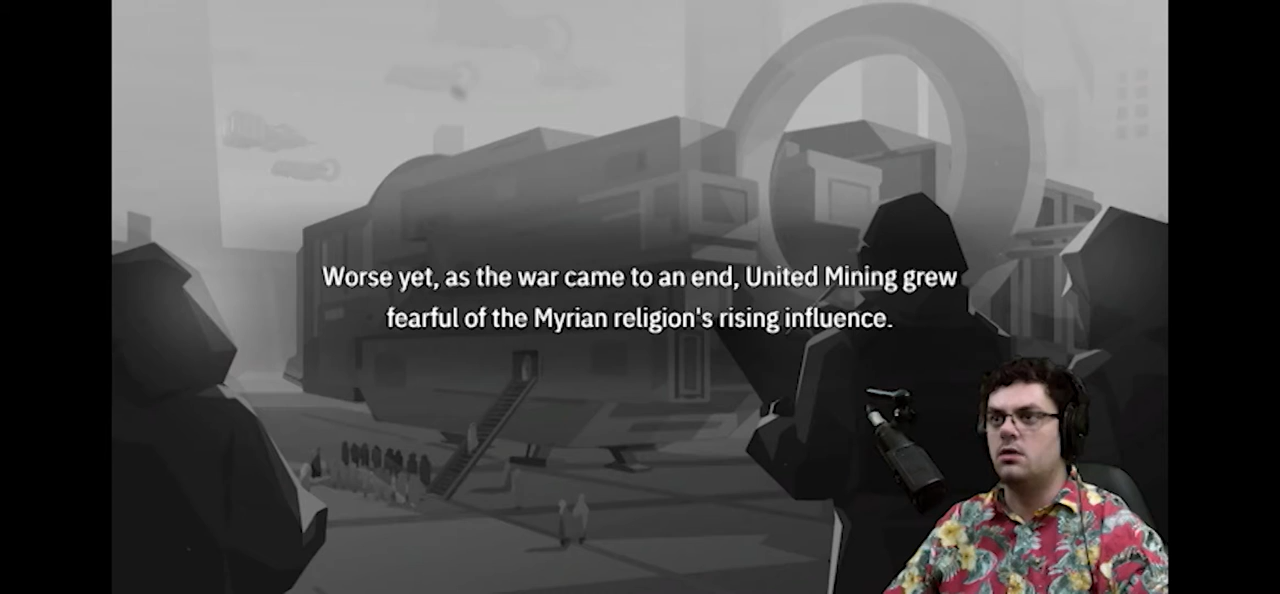 Worse yet, as the war came to an end, United Mining grew
fearful of the Myrian religion's rising influence.